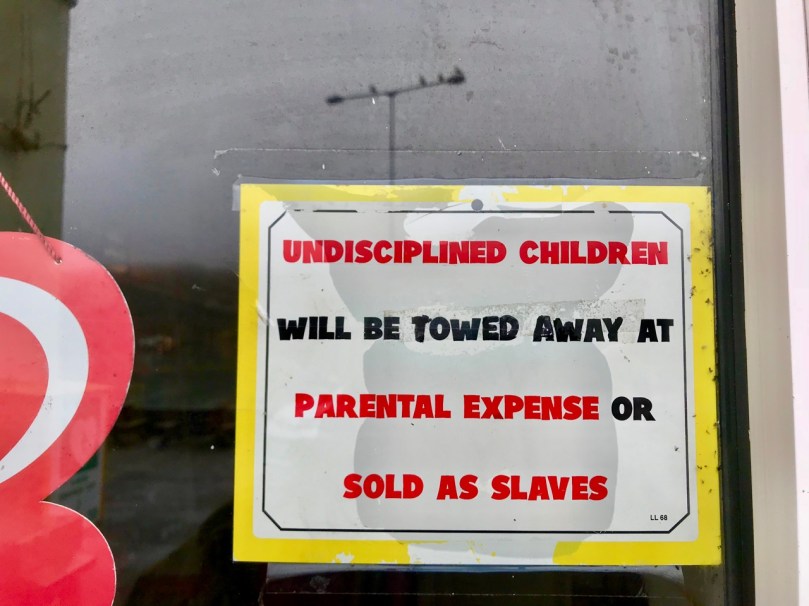 UNDISCIPLINED CHILDREN
WILL BE TOWED AWAY AT
PARENTAL EXPENSE OR
SOLD AS SLAVES
LL 68